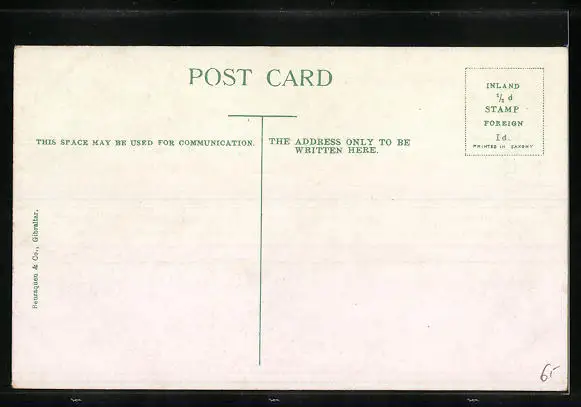 POST CARD
INLAND
½ d
STAMP
FOREIGN
1d.
PRINTED IN SAXONY
THIS SPACE MAY BE USED FOR COMMUNICATION.
THE ADDRESS ONLY TO BE
WRITTEN HERE.
Benzaquen & Co., Gibraltar.
6,-